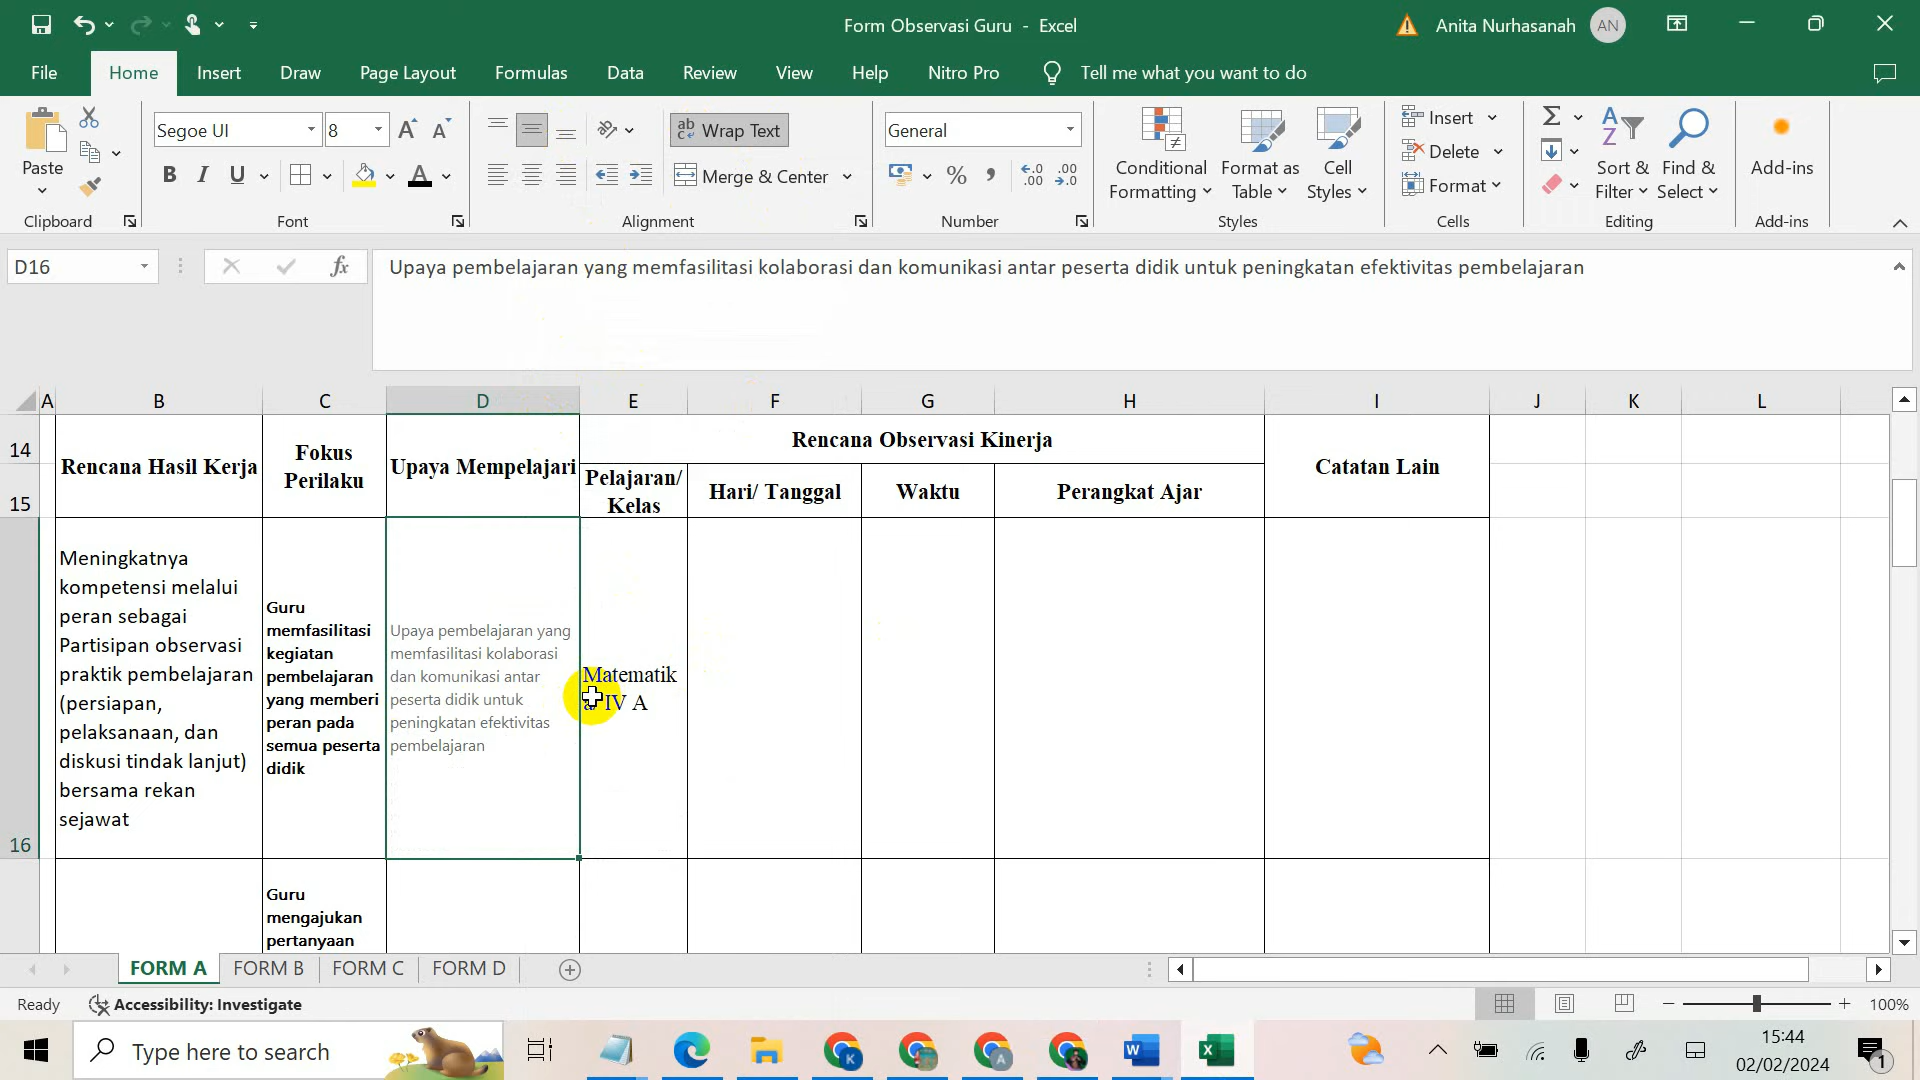 Form Observasi Guru - Excel
Anita Nurhasanah
AN
File
Home
Insert
Draw
Page Layout
Formulas
Data
Review
View
Help
Nitro Pro
Tell me what you want to do
Paste
Clipboard
Segoe UI
8
A A
B I U
A
Font
ab Wrap Text
Merge & Center
Alignment
General
% ,
Number
Conditional Formatting
Format as Table
Cell Styles
Styles
Insert
Delete
Format
Cells
Sort & Filter
Find & Select
Editing
Add-ins
Add-ins
D16
fx
Upaya pembelajaran yang memfasilitasi kolaborasi dan komunikasi antar peserta didik untuk peningkatan efektivitas pembelajaran
A B C D E F G H I J K L
14
15
16
Rencana Hasil Kerja
Fokus
Perilaku
Upaya Mempelajari
Rencana Observasi Kinerja
Pelajaran/
Kelas
Hari/ Tanggal
Waktu
Perangkat Ajar
Catatan Lain
Meningkatnya
kompetensi melalui
peran sebagai
Partisipan observasi
praktik pembelajaran
(persiapan,
pelaksanaan, dan
diskusi tindak lanjut)
bersama rekan
sejawat
Guru
memfasilitasi
kegiatan
pembelajaran
yang memberi
peran pada
semua peserta
didik
Upaya pembelajaran yang
memfasilitasi kolaborasi
dan komunikasi antar
peserta didik untuk
peningkatan efektivitas
pembelajaran
Matematik
a/ IV A
Guru
mengajukan
pertanyaan
FORM A
FORM B
FORM C
FORM D
Ready
Accessibility: Investigate
100%
Type here to search
15:44
02/02/2024
1